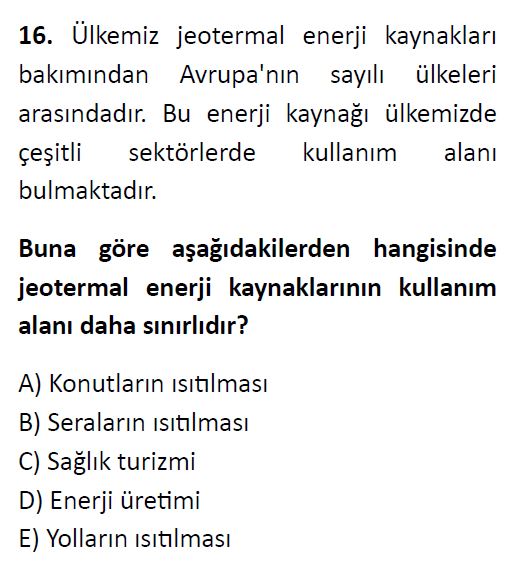 16. Ülkemiz jeotermal enerji kaynakları
bakımından Avrupa'nın sayılı ülkeleri
arasındadır. Bu enerji kaynağı ülkemizde
çeşitli sektörlerde kullanım alanı
bulmaktadır.
Buna göre aşağıdakilerden hangisinde
jeotermal enerji kaynaklarının kullanım
alanı daha sınırlıdır?
A) Konutların ısıtılması
B) Seraların ısıtılması
C) Sağlık turizmi
D) Enerji üretimi
E) Yolların ısıtılması